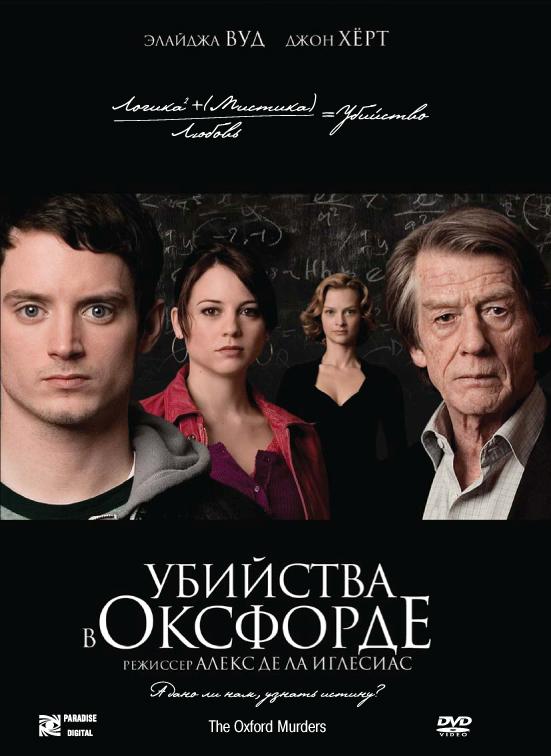 ЭЛАЙДЖА ВУД ДЖОН ХЁРТ
Логика² + (Мистика)
= Убийство
Любовь
УБИЙСТВА
В ОКСФОРДЕ
РЕЖИССЕР АЛЕКС ДЕ ЛА ИГЛЕСИАС
А дано ли нам, узнать истину?
PARADISE
DIGITAL
The Oxford Murders
DVD
VIDEO